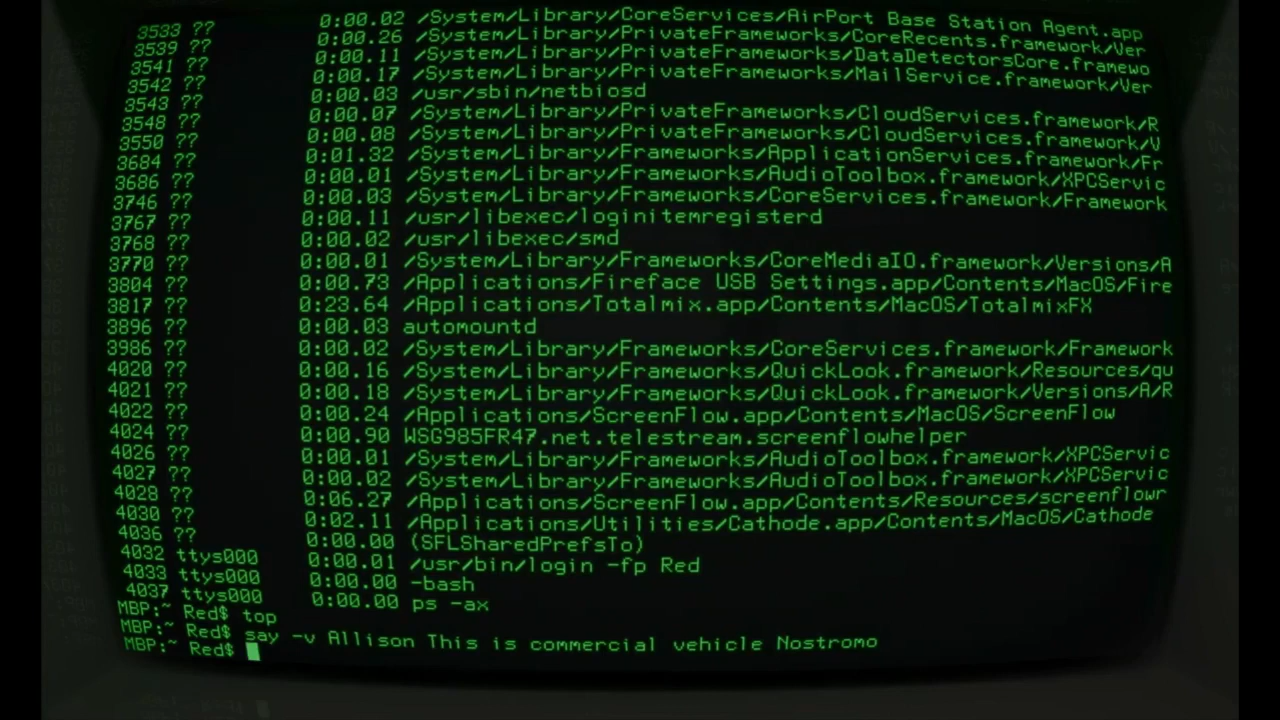 3533 ?? 0:00.02 /System/Library/CoreServices/AirPort Base Station Agent.app
3539 ?? 0:00.26 /System/Library/PrivateFrameworks/CoreRecents.framework/Ver
3541 ?? 0:00.11 /System/Library/PrivateFrameworks/DataDetectorsCore.framewo
3542 ?? 0:00.17 /System/Library/PrivateFrameworks/MailService.framework/Ver
3543 ?? 0:00.03 /usr/sbin/netbiosd
3548 ?? 0:00.07 /System/Library/PrivateFrameworks/CloudServices.framework/R
3550 ?? 0:00.08 /System/Library/PrivateFrameworks/CloudServices.framework/V
3684 ?? 0:01.32 /System/Library/Frameworks/ApplicationServices.framework/Fr
3686 ?? 0:00.01 /System/Library/Frameworks/AudioToolbox.framework/XPCServic
3746 ?? 0:00.03 /System/Library/Frameworks/CoreServices.framework/Framework
3767 ?? 0:00.11 /usr/libexec/loginitemregisterd
3768 ?? 0:00.02 /usr/libexec/smd
3770 ?? 0:00.01 /System/Library/Frameworks/CoreMediaIO.framework/Versions/A
3804 ?? 0:00.73 /Applications/Fireface USB Settings.app/Contents/MacOS/Fire
3817 ?? 0:23.64 /Applications/Totalmix.app/Contents/MacOS/TotalmixFX
3896 ?? 0:00.03 automountd
3986 ?? 0:00.02 /System/Library/Frameworks/CoreServices.framework/Framework
4020 ?? 0:00.16 /System/Library/Frameworks/QuickLook.framework/Resources/qu
4021 ?? 0:00.18 /System/Library/Frameworks/QuickLook.framework/Versions/A/R
4022 ?? 0:00.24 /Applications/ScreenFlow.app/Contents/MacOS/ScreenFlow
4024 ?? 0:00.90 WSG985FR47.net.telestream.screenflowhelper
4026 ?? 0:00.01 /System/Library/Frameworks/AudioToolbox.framework/XPCServic
4027 ?? 0:00.02 /System/Library/Frameworks/AudioToolbox.framework/XPCServic
4028 ?? 0:06.27 /Applications/ScreenFlow.app/Contents/Resources/screenflowr
4030 ?? 0:02.11 /Applications/Utilities/Cathode.app/Contents/MacOS/Cathode
4036 ?? 0:00.00 (SFLSharedPrefsTo)
4032 ttys000 0:00.01 /usr/bin/login -fp Red
4033 ttys000 0:00.00 -bash
4037 ttys000 0:00.00 ps -ax
MBP:~ Red$ top
MBP:~ Red$ say -v Allison This is commercial vehicle Nostromo
MBP:~ Red$